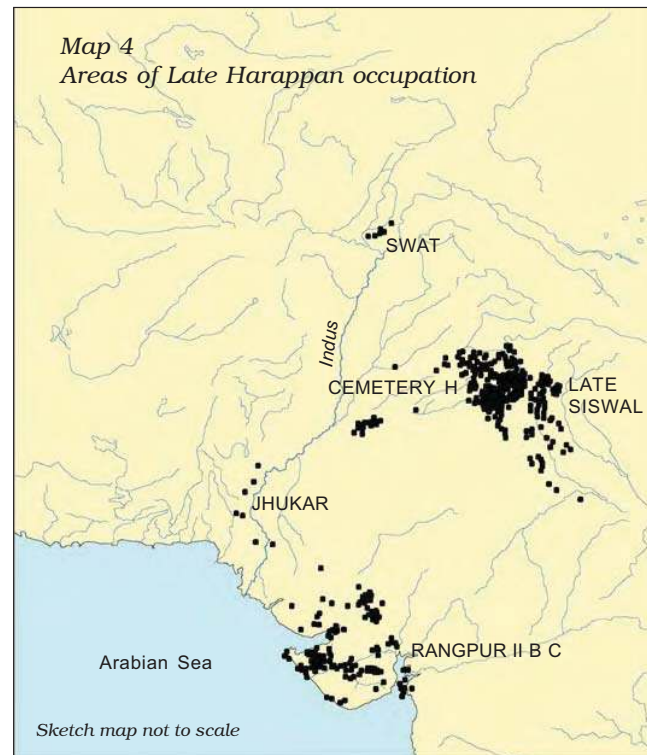 Map 4
Areas of Late Harappan occupation
SWAT
Indus
CEMETERY H
LATE
SISWAL
JHUKAR
RANGPUR II B C
Arabian Sea
Sketch map not to scale